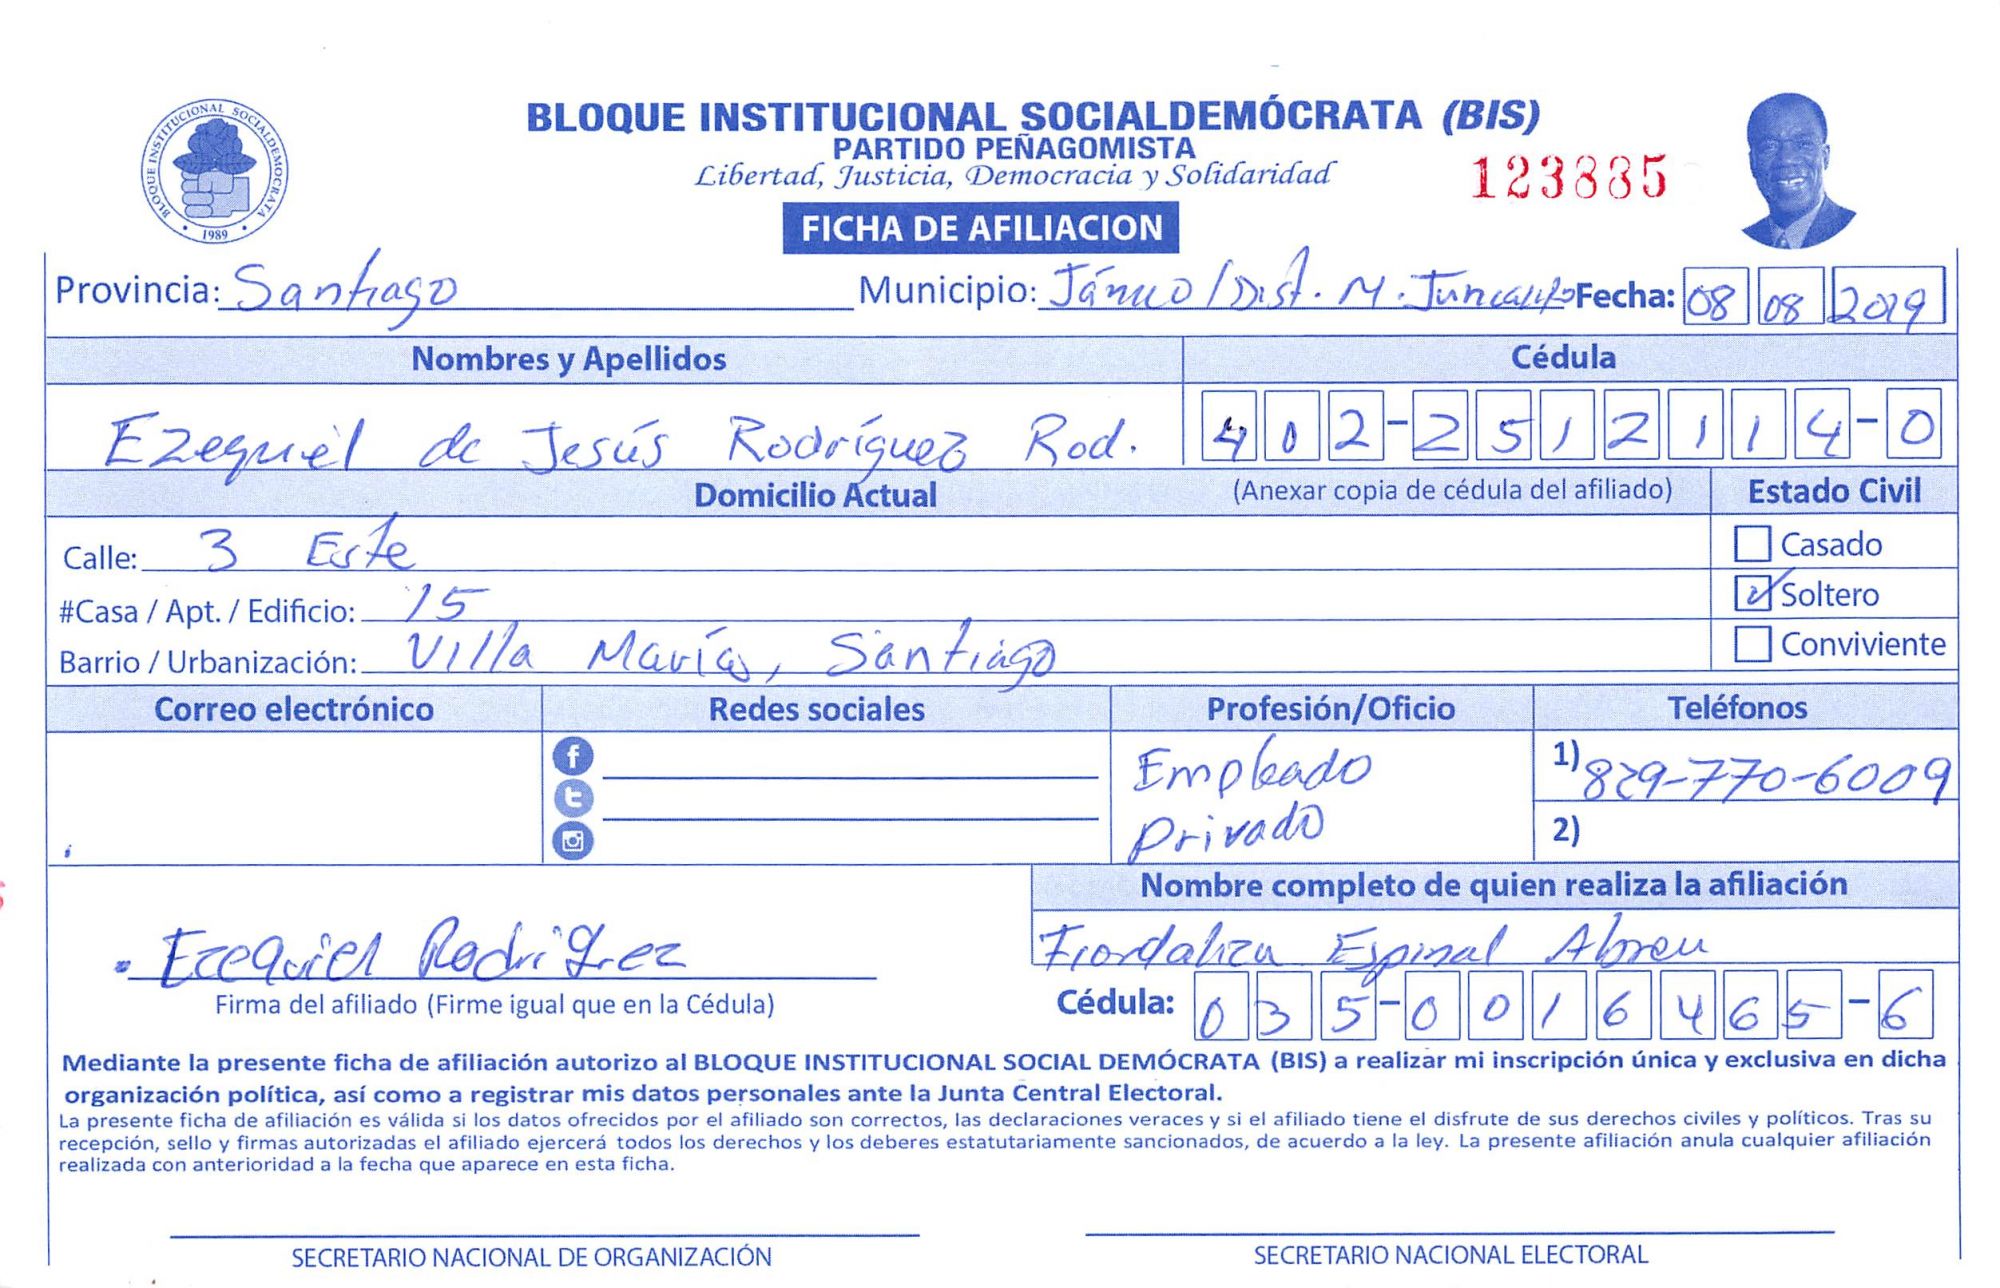 BLOQUE INSTITUCIONAL SOCIALDEMÓCRATA (BIS)
PARTIDO PEÑAGOMISTA
Libertad, Justicia, Democracia y Solidaridad
123885
FICHA DE AFILIACION
BLOQUE INSTITUCIONAL SOCIALDEMOCRATA
1989
Provincia: Santiago Municipio: Jánico / Dist. M. Juncalito Fecha: 08 08 2019
Nombres y Apellidos Cédula
Ezequiel de Jesús Rodríguez Rod. 402-2512114-0
Domicilio Actual (Anexar copia de cédula del afiliado) Estado Civil
Calle: 3 Este Casado
#Casa / Apt. / Edificio: 15 Soltero
Barrio / Urbanización: Villa María, Santiago Conviviente
Correo electrónico Redes sociales Profesión/Oficio Teléfonos
Empleado 1) 829-770-6009
Privado 2)
Nombre completo de quien realiza la afiliación
Ezequiel Rodriguez Fiordaliza Espinal Abreu
Firma del afiliado (Firme igual que en la Cédula) Cédula: 035-0016465-6
Mediante la presente ficha de afiliación autorizo al BLOQUE INSTITUCIONAL SOCIAL DEMÓCRATA (BIS) a realizar mi inscripción única y exclusiva en dicha
organización política, así como a registrar mis datos personales ante la Junta Central Electoral.
La presente ficha de afiliación es válida si los datos ofrecidos por el afiliado son correctos, las declaraciones veraces y si el afiliado tiene el disfrute de sus derechos civiles y políticos. Tras su
recepción, sello y firmas autorizadas el afiliado ejercerá todos los derechos y los deberes estatutariamente sancionados, de acuerdo a la ley. La presente afiliación anula cualquier afiliación
realizada con anterioridad a la fecha que aparece en esta ficha.
SECRETARIO NACIONAL DE ORGANIZACIÓN SECRETARIO NACIONAL ELECTORAL